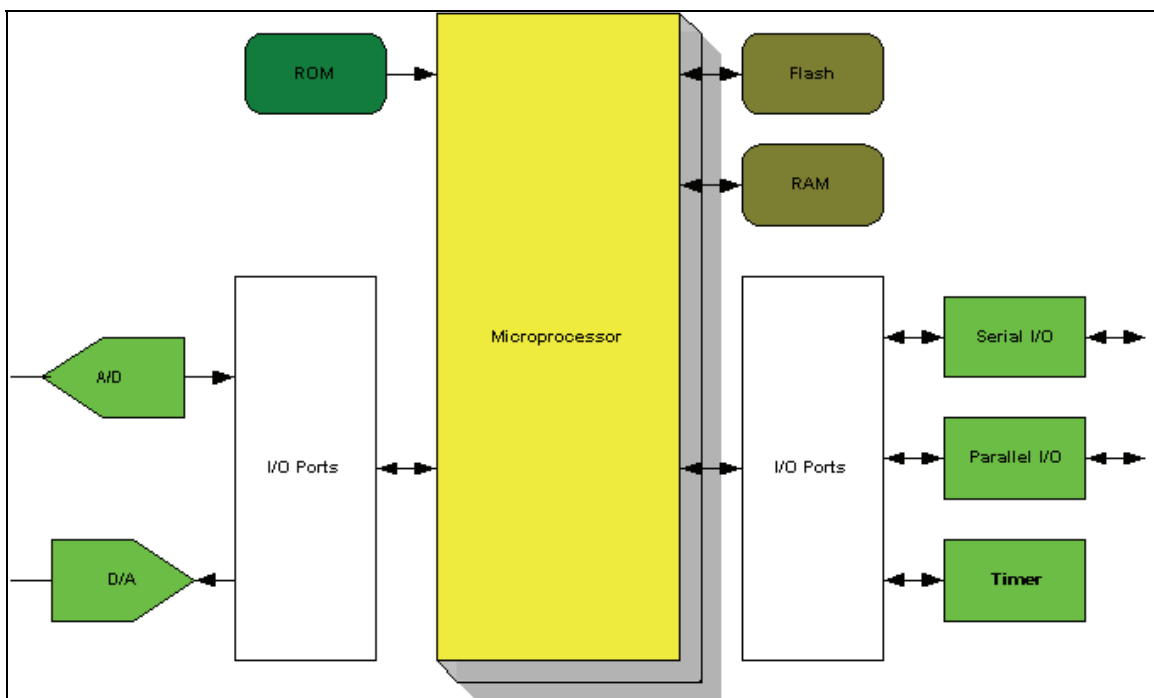 ROM
Flash
RAM
Microprocessor
Serial I/O
A/D
Parallel I/O
I/O Ports
I/O Ports
D/A
Timer